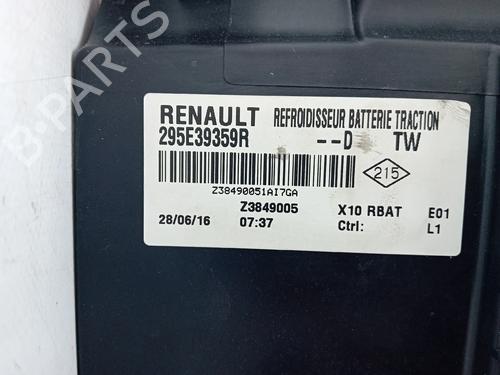 RENAULT REFROIDISSEUR BATTERIE TRACTION
295E39359R --D TW
215
Z38490051AI7GA
Z3849005 X10 RBAT E01
28/06/16 07:37 Ctrl: L1
B-PARTS